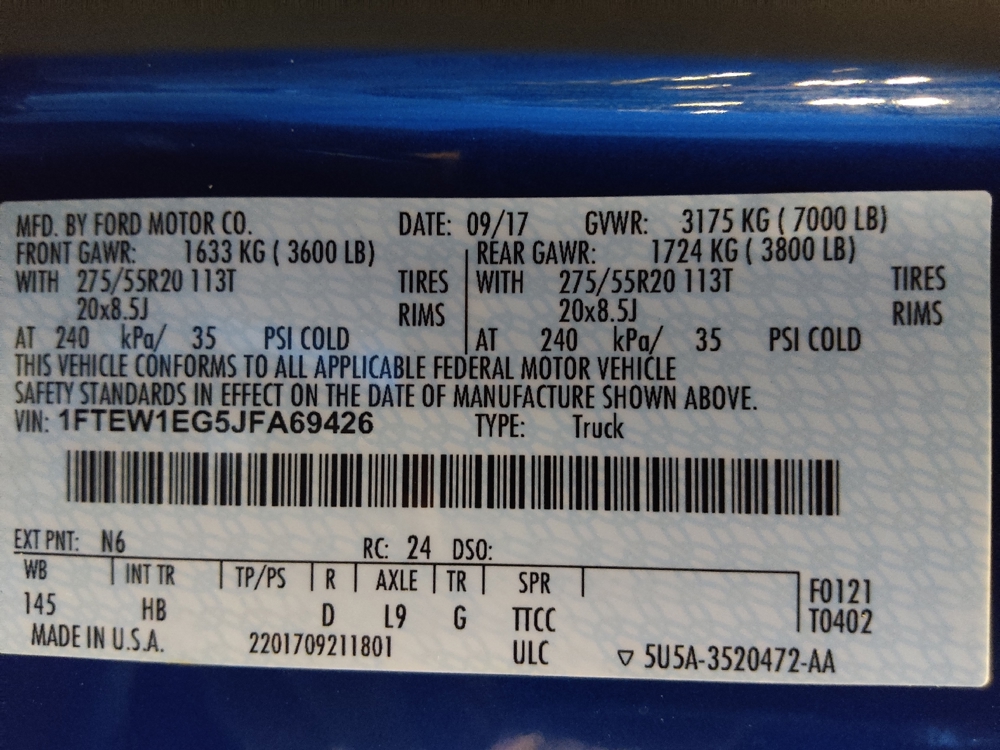 MFD. BY FORD MOTOR CO. DATE: 09/17 GVWR: 3175 KG ( 7000 LB)
FRONT GAWR: 1633 KG ( 3600 LB) REAR GAWR: 1724 KG ( 3800 LB)
WITH 275/55R20 113T TIRES WITH 275/55R20 113T TIRES
20x8.5J RIMS 20x8.5J RIMS
AT 240 kPa/ 35 PSI COLD AT 240 kPa/ 35 PSI COLD
THIS VEHICLE CONFORMS TO ALL APPLICABLE FEDERAL MOTOR VEHICLE
SAFETY STANDARDS IN EFFECT ON THE DATE OF MANUFACTURE SHOWN ABOVE.
VIN: 1FTEW1EG5JFA69426 TYPE: Truck
EXT PNT: N6 RC: 24 DSO:
WB INT TR TP/PS R AXLE TR SPR F0121
145 HB D L9 G TTCC T0402
MADE IN U.S.A. 2201709211801 ULC ▽ 5U5A-3520472-AA